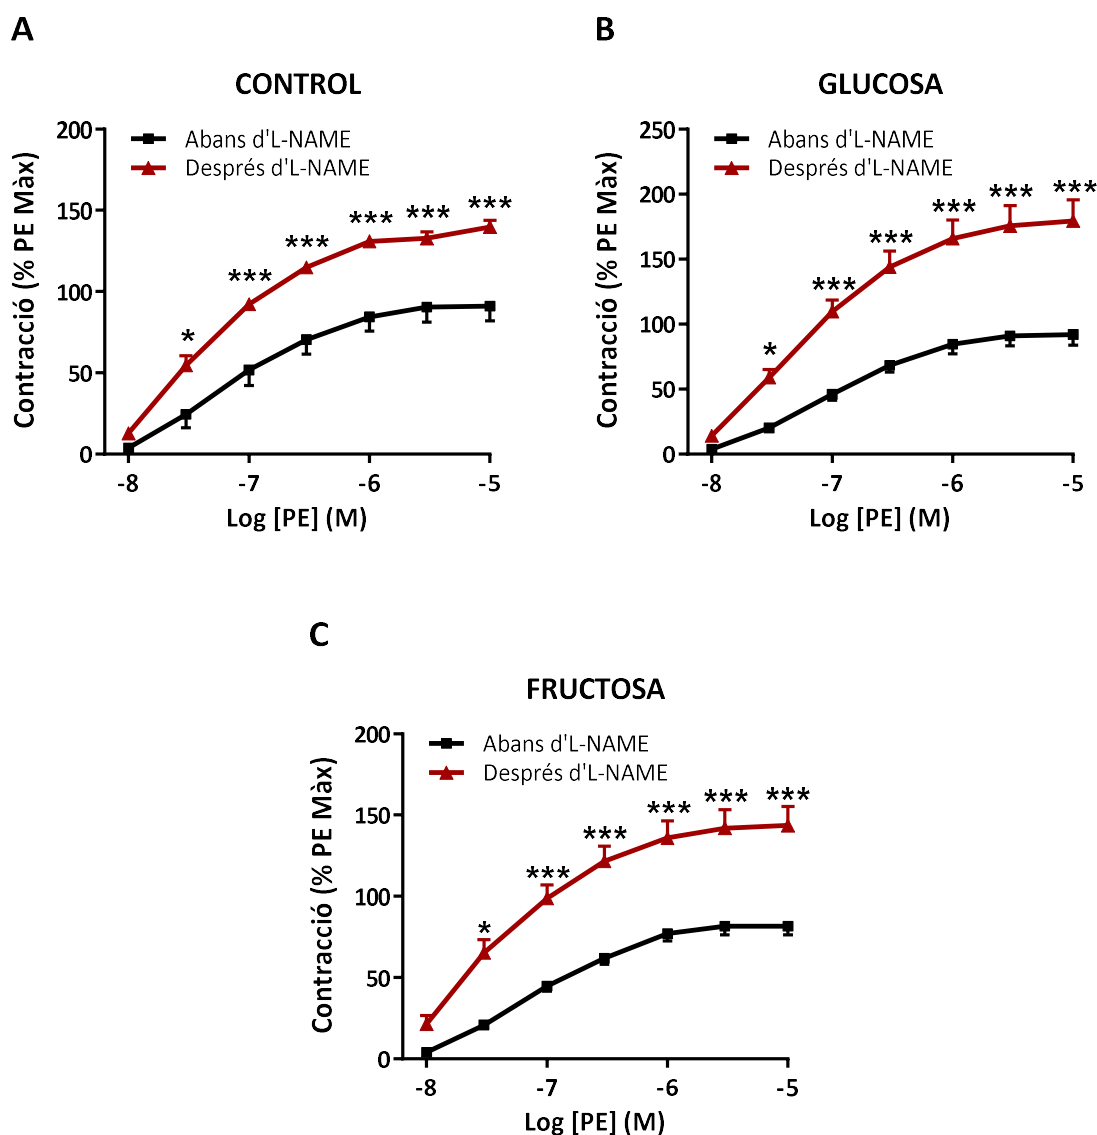 A
CONTROL
Abans d'L-NAME
Després d'L-NAME
Contracció (% PE Màx)
200
150
100
50
0
* *** *** *** *** ***
-8 -7 -6 -5
Log [PE] (M)
B
GLUCOSA
Abans d'L-NAME
Després d'L-NAME
Contracció (% PE Màx)
250
200
150
100
50
0
* *** *** *** *** ***
-8 -7 -6 -5
Log [PE] (M)
C
FRUCTOSA
Abans d'L-NAME
Després d'L-NAME
Contracció (% PE Màx)
200
150
100
50
0
* *** *** *** *** ***
-8 -7 -6 -5
Log [PE] (M)